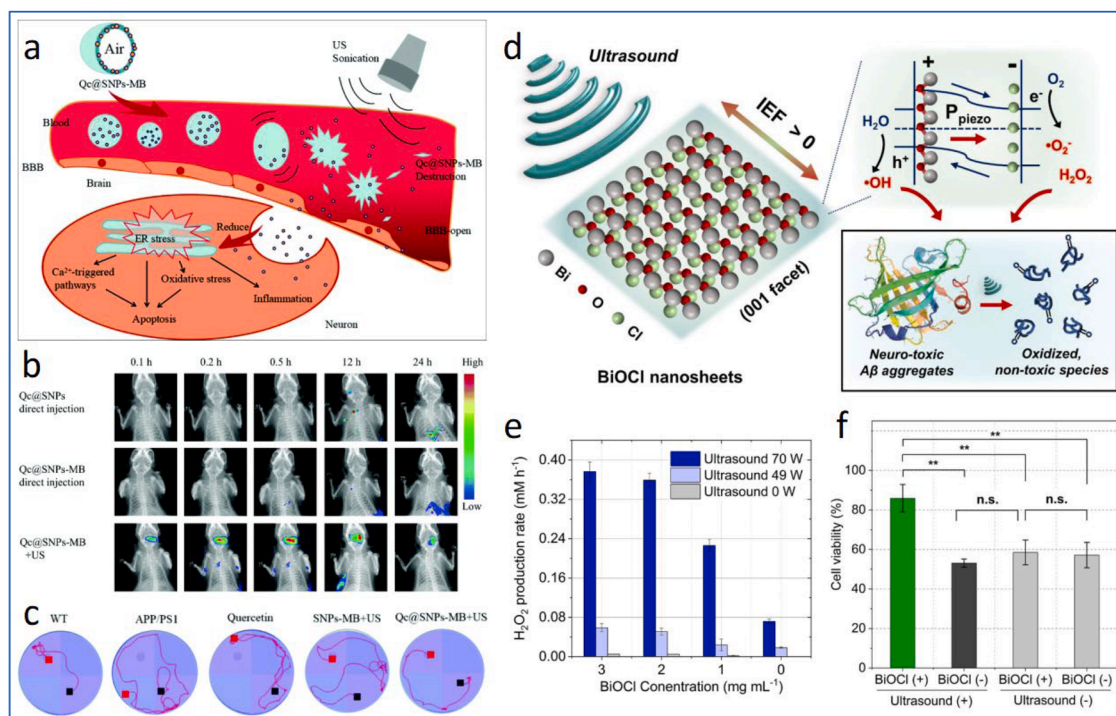 a
Air
Qc@SNPs-MB
US
Sonication
Blood
BBB
Brain
Qc@SNPs-MB
Destruction
BBB-open
ER stress
Reduce
Ca²⁺-triggered
pathways
Oxidative stress
Inflammation
Apoptosis
Neuron
b
0.1 h 0.2 h 0.5 h 12 h 24 h
High
Low
Qc@SNPs
direct injection
Qc@SNPs-MB
direct injection
Qc@SNPs-MB
+US
c
WT APP/PS1 Quercetin SNPs-MB+US Qc@SNPs-MB+US
d
Ultrasound
IEF > 0
Bi
O
Cl
(001 facet)
BiOCl nanosheets
+ -
H₂O
h⁺
•OH
P piezo
e⁻
O₂
•O₂⁻
H₂O₂
Neuro-toxic
Aβ aggregates
Oxidized,
non-toxic species
e
H₂O₂ production rate (mM h⁻¹)
0.40
0.32
0.24
0.16
0.08
0.00
Ultrasound 70 W
Ultrasound 49 W
Ultrasound 0 W
3 2 1 0
BiOCl Conentration (mg mL⁻¹)
f
Cell viability (%)
100
80
60
40
20
0
**
**
**
n.s.
n.s.
BiOCl (+) BiOCl (-) BiOCl (+) BiOCl (-)
Ultrasound (+) Ultrasound (-)